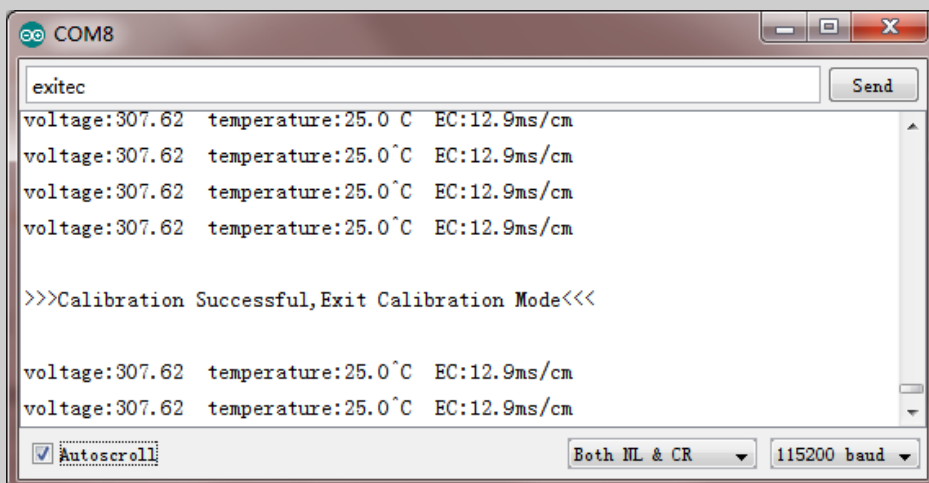 COM8
exitec
Send
voltage:307.62 temperature:25.0 C EC:12.9ms/cm
voltage:307.62 temperature:25.0^C EC:12.9ms/cm
voltage:307.62 temperature:25.0^C EC:12.9ms/cm
voltage:307.62 temperature:25.0^C EC:12.9ms/cm
>>>Calibration Successful,Exit Calibration Mode<<<
voltage:307.62 temperature:25.0^C EC:12.9ms/cm
voltage:307.62 temperature:25.0^C EC:12.9ms/cm
Autoscroll
Both NL & CR
115200 baud